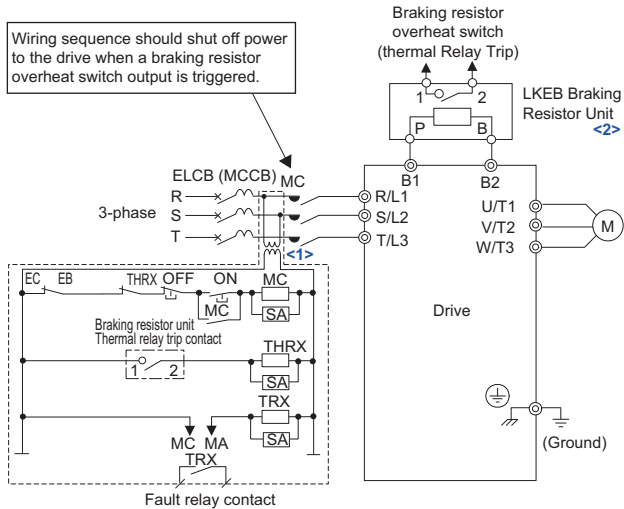 Braking resistor
overheat switch
(thermal Relay Trip)
Wiring sequence should shut off power
to the drive when a braking resistor
overheat switch output is triggered.
1 2
LKEB Braking
Resistor Unit
<2>
P B
B1 B2
ELCB (MCCB) MC
3-phase
R
S
T
<1>
R/L1
S/L2
T/L3
U/T1
V/T2
W/T3
M
Drive
(Ground)
EC EB THRX OFF ON MC
MC
SA
Braking resistor unit
Thermal relay trip contact
1 2
THRX
SA
TRX
SA
MC MA
TRX
Fault relay contact